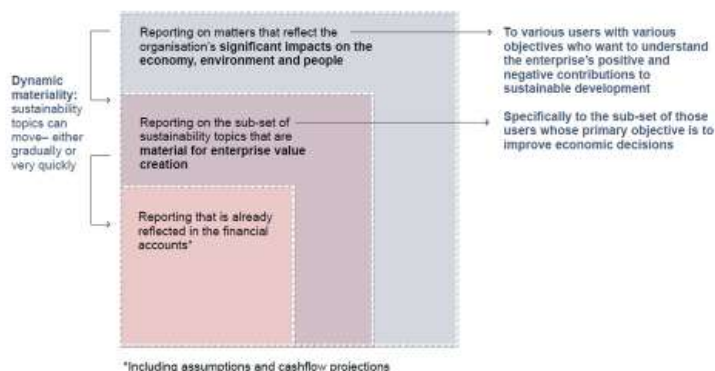 Dynamic
materiality:
sustainability
topics can
move– either
gradually or
very quickly
Reporting on matters that reflect the
organisation's significant impacts on the
economy, environment and people
To various users with various
objectives who want to understand
the enterprise's positive and
negative contributions to
sustainable development
Reporting on the sub-set of
sustainability topics that are
material for enterprise value
creation
Specifically to the sub-set of those
users whose primary objective is to
improve economic decisions
Reporting that is already
reflected in the financial
accounts*
*Including assumptions and cashflow projections